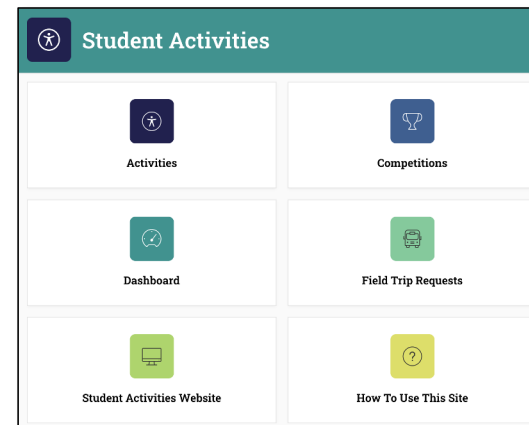 Student Activities
Activities
Competitions
Dashboard
Field Trip Requests
Student Activities Website
How To Use This Site